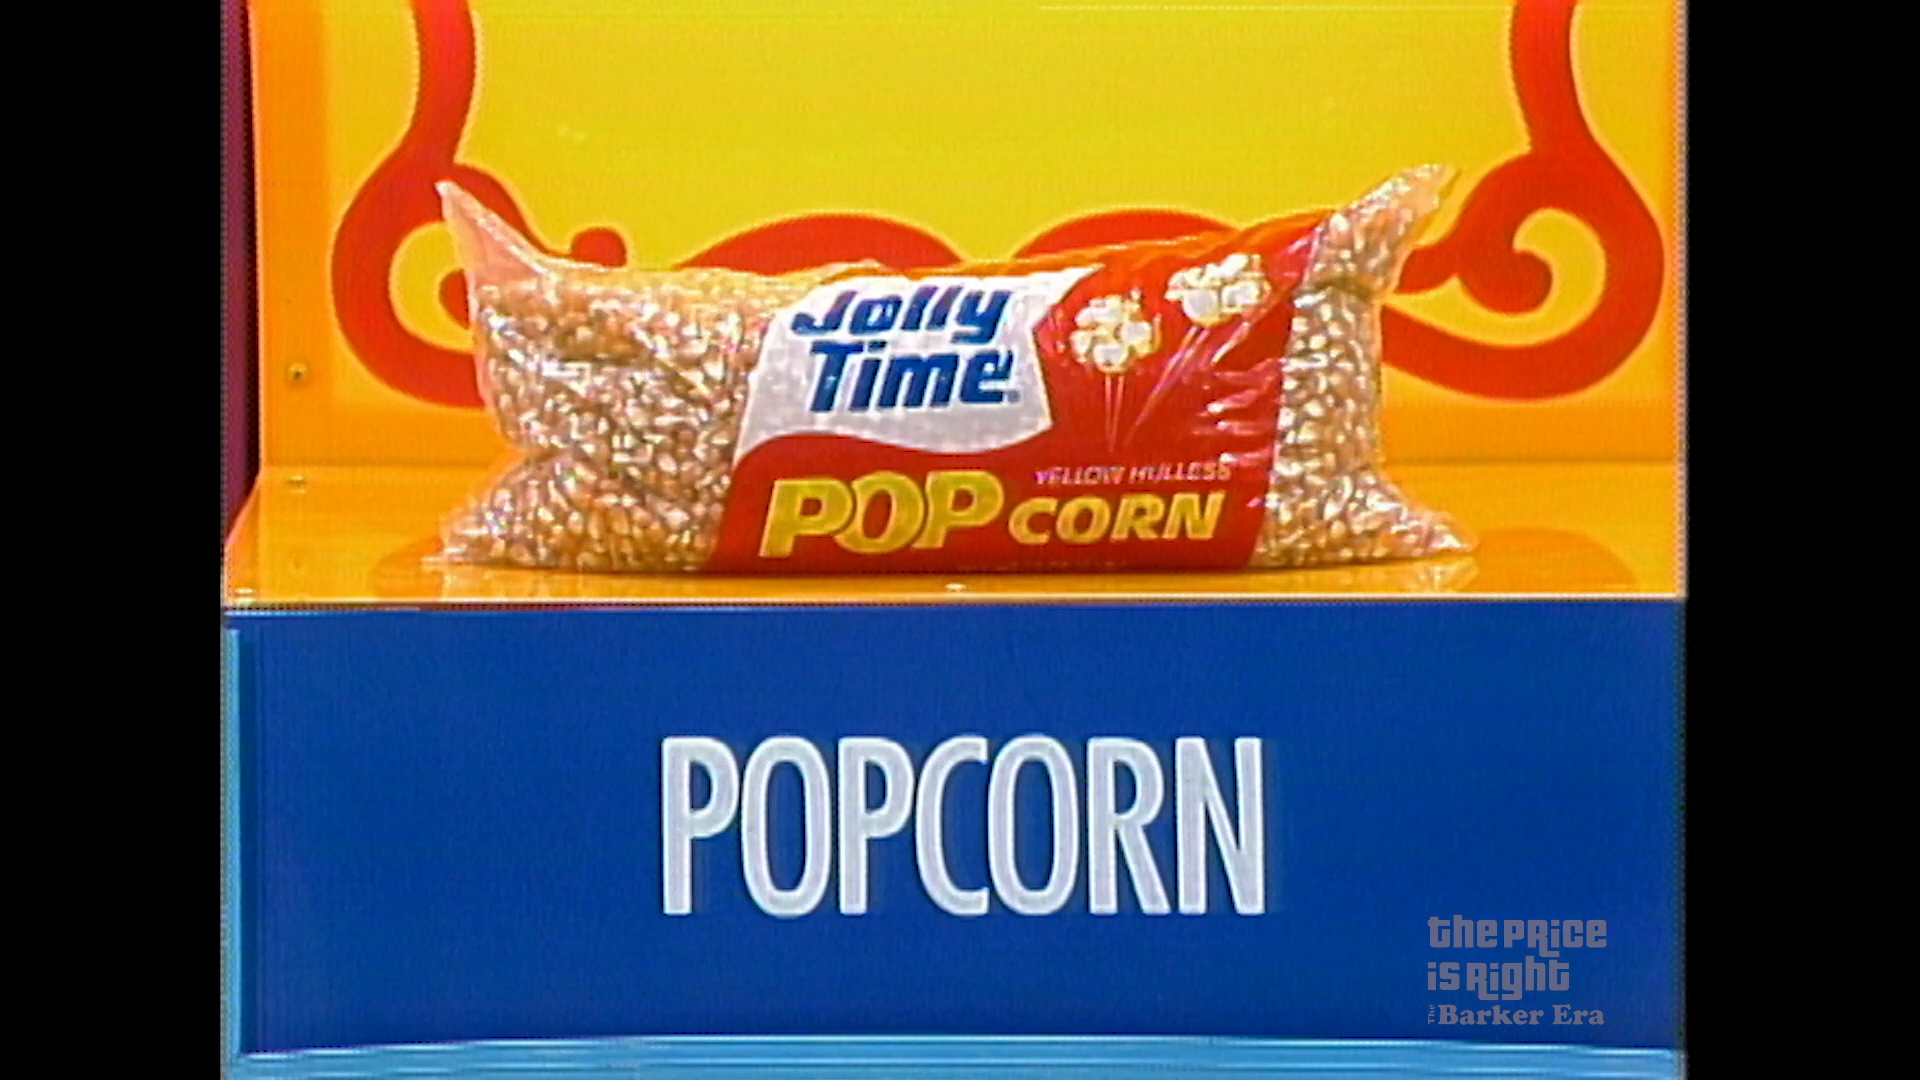 Jolly
Time
YELLOW HULLESS
POP CORN
POPCORN
the PRice
is Right
The Barker Era